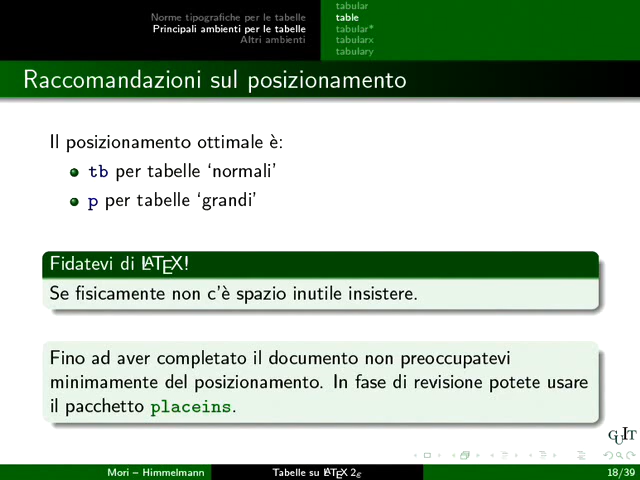 Norme tipografiche per le tabelle
Principali ambienti per le tabelle
Altri ambienti
tabular
table
tabular*
tabularx
tabulary
Raccomandazioni sul posizionamento
Il posizionamento ottimale è:
tb per tabelle ‘normali’
p per tabelle ‘grandi’
Fidatevi di LATEX!
Se fisicamente non c’è spazio inutile insistere.
Fino ad aver completato il documento non preoccupatevi
minimamente del posizionamento. In fase di revisione potete usare
il pacchetto placeins.
GUIT
Mori – Himmelmann
Tabelle su LATEX 2ε
18/39